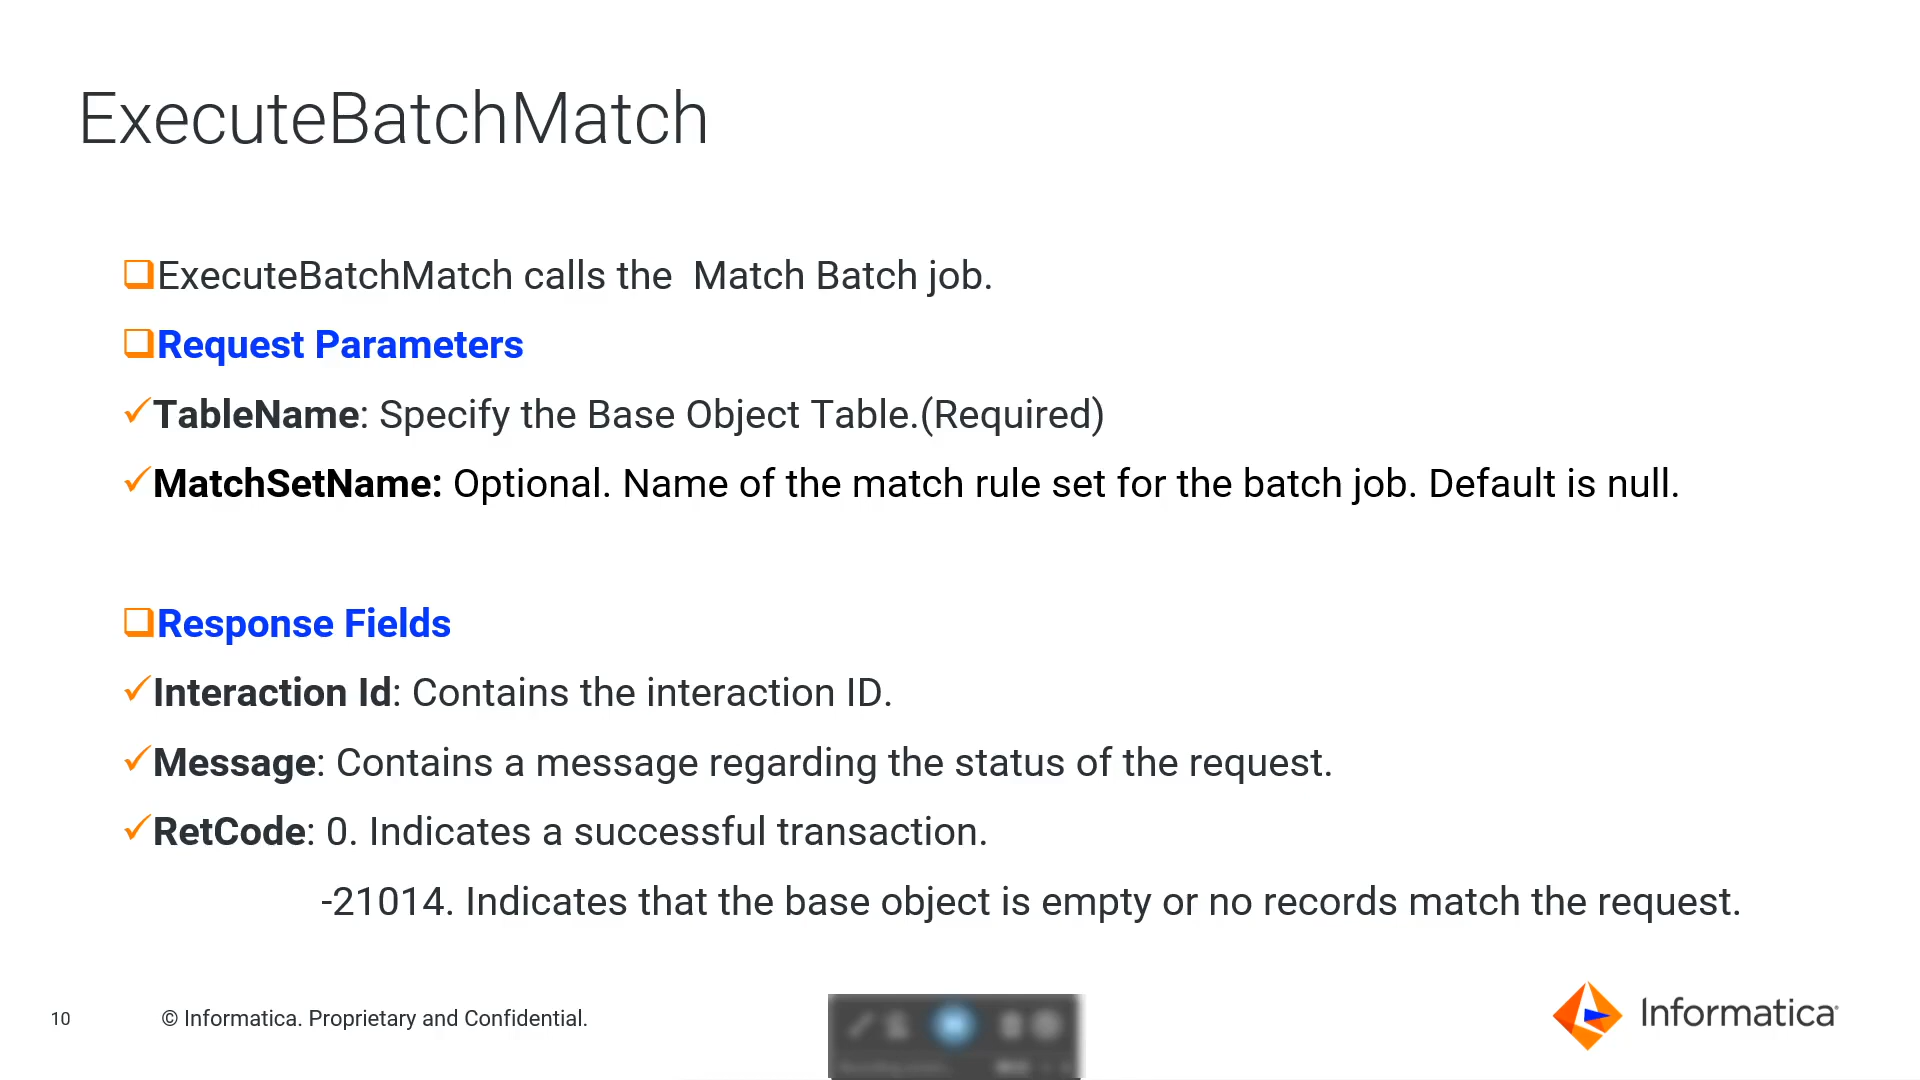 ExecuteBatchMatch
ExecuteBatchMatch calls the  Match Batch job.
Request Parameters
TableName: Specify the Base Object Table.(Required)
MatchSetName: Optional. Name of the match rule set for the batch job. Default is null.
Response Fields
Interaction Id: Contains the interaction ID.
Message: Contains a message regarding the status of the request.
RetCode: 0. Indicates a successful transaction.
-21014. Indicates that the base object is empty or no records match the request.
10
© Informatica. Proprietary and Confidential.
Informatica